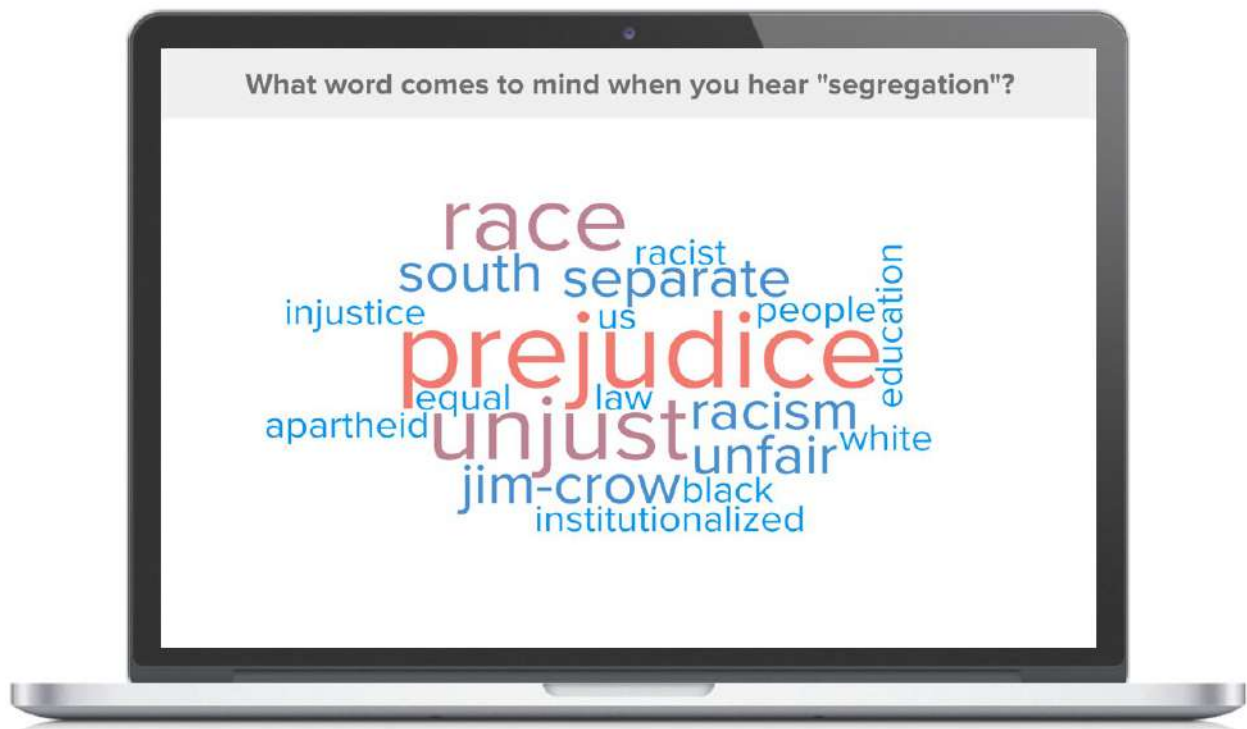 What word comes to mind when you hear "segregation"?
race
racist
south separate
injustice us people
education
prejudice
equal law
apartheid unjust racism
unfair white
jim-crow black
institutionalized